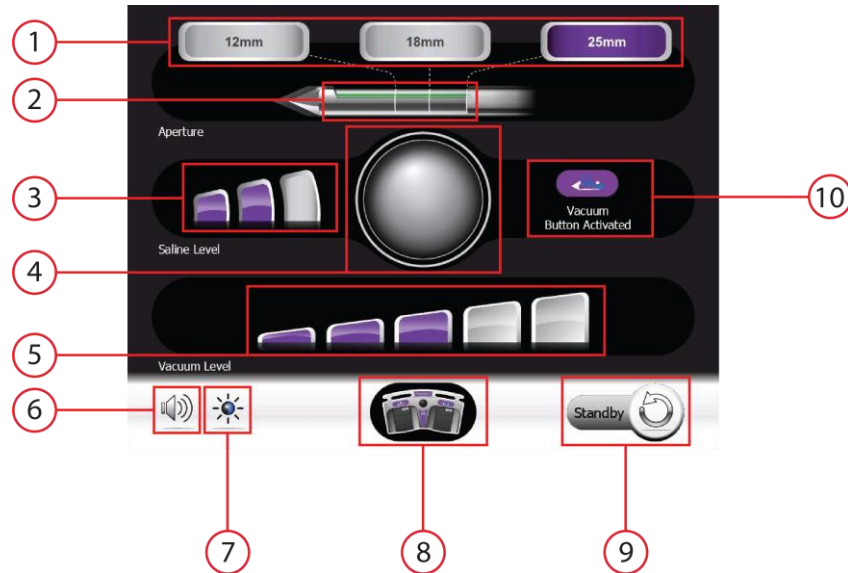 1
12mm 18mm 25mm
2
Aperture
3
10
Vacuum
Button Activated
Saline Level
4
5
Vacuum Level
6
Standby
7 8 9